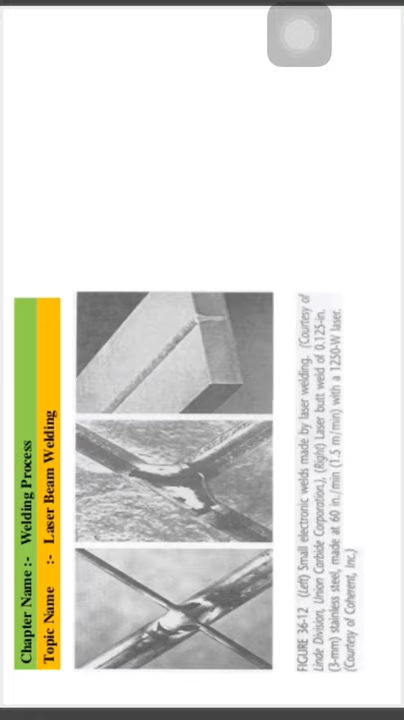 Chapter Name :- Welding Process
Topic Name :- Laser Beam Welding
FIGURE 36-12 (Left) Small electronic welds made by laser welding. (Courtesy of
Linde Division, Union Carbide Corporation.), (Right) Laser butt weld of 0.125-in.
(3-mm) stainless steel, made at 60 in./min (1.5 m/min) with a 1250-W laser.
(Courtesy of Coherent, Inc.)